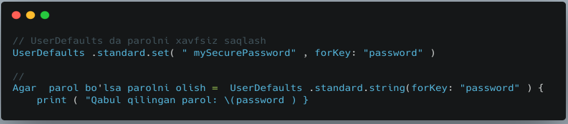 // UserDefaults da parolni xavfsiz saqlash
UserDefaults .standard.set( " mySecurePassword" , forKey: "password" )
//
Agar parol bo'lsa parolni olish = UserDefaults .standard.string(forKey: "password" ) {
print ( "Qabul qilingan parol: \(password ) }